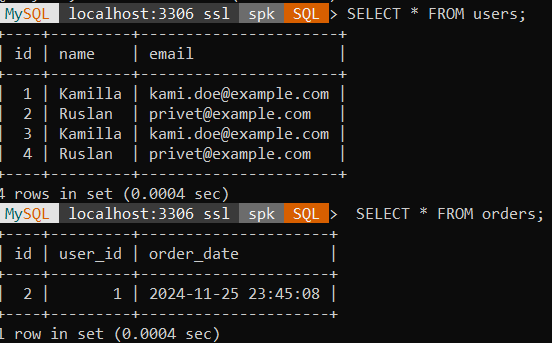 MySQL localhost:3306 ssl spk SQL > SELECT * FROM users;
+----+---------+----------------------+
| id | name    | email                |
+----+---------+----------------------+
|  1 | Kamilla | kami.doe@example.com |
|  2 | Ruslan  | privet@example.com   |
|  3 | Kamilla | kami.doe@example.com |
|  4 | Ruslan  | privet@example.com   |
+----+---------+----------------------+
4 rows in set (0.0004 sec)
MySQL localhost:3306 ssl spk SQL >  SELECT * FROM orders;
+----+---------+---------------------+
| id | user_id | order_date          |
+----+---------+---------------------+
|  2 |       1 | 2024-11-25 23:45:08 |
+----+---------+---------------------+
1 row in set (0.0004 sec)